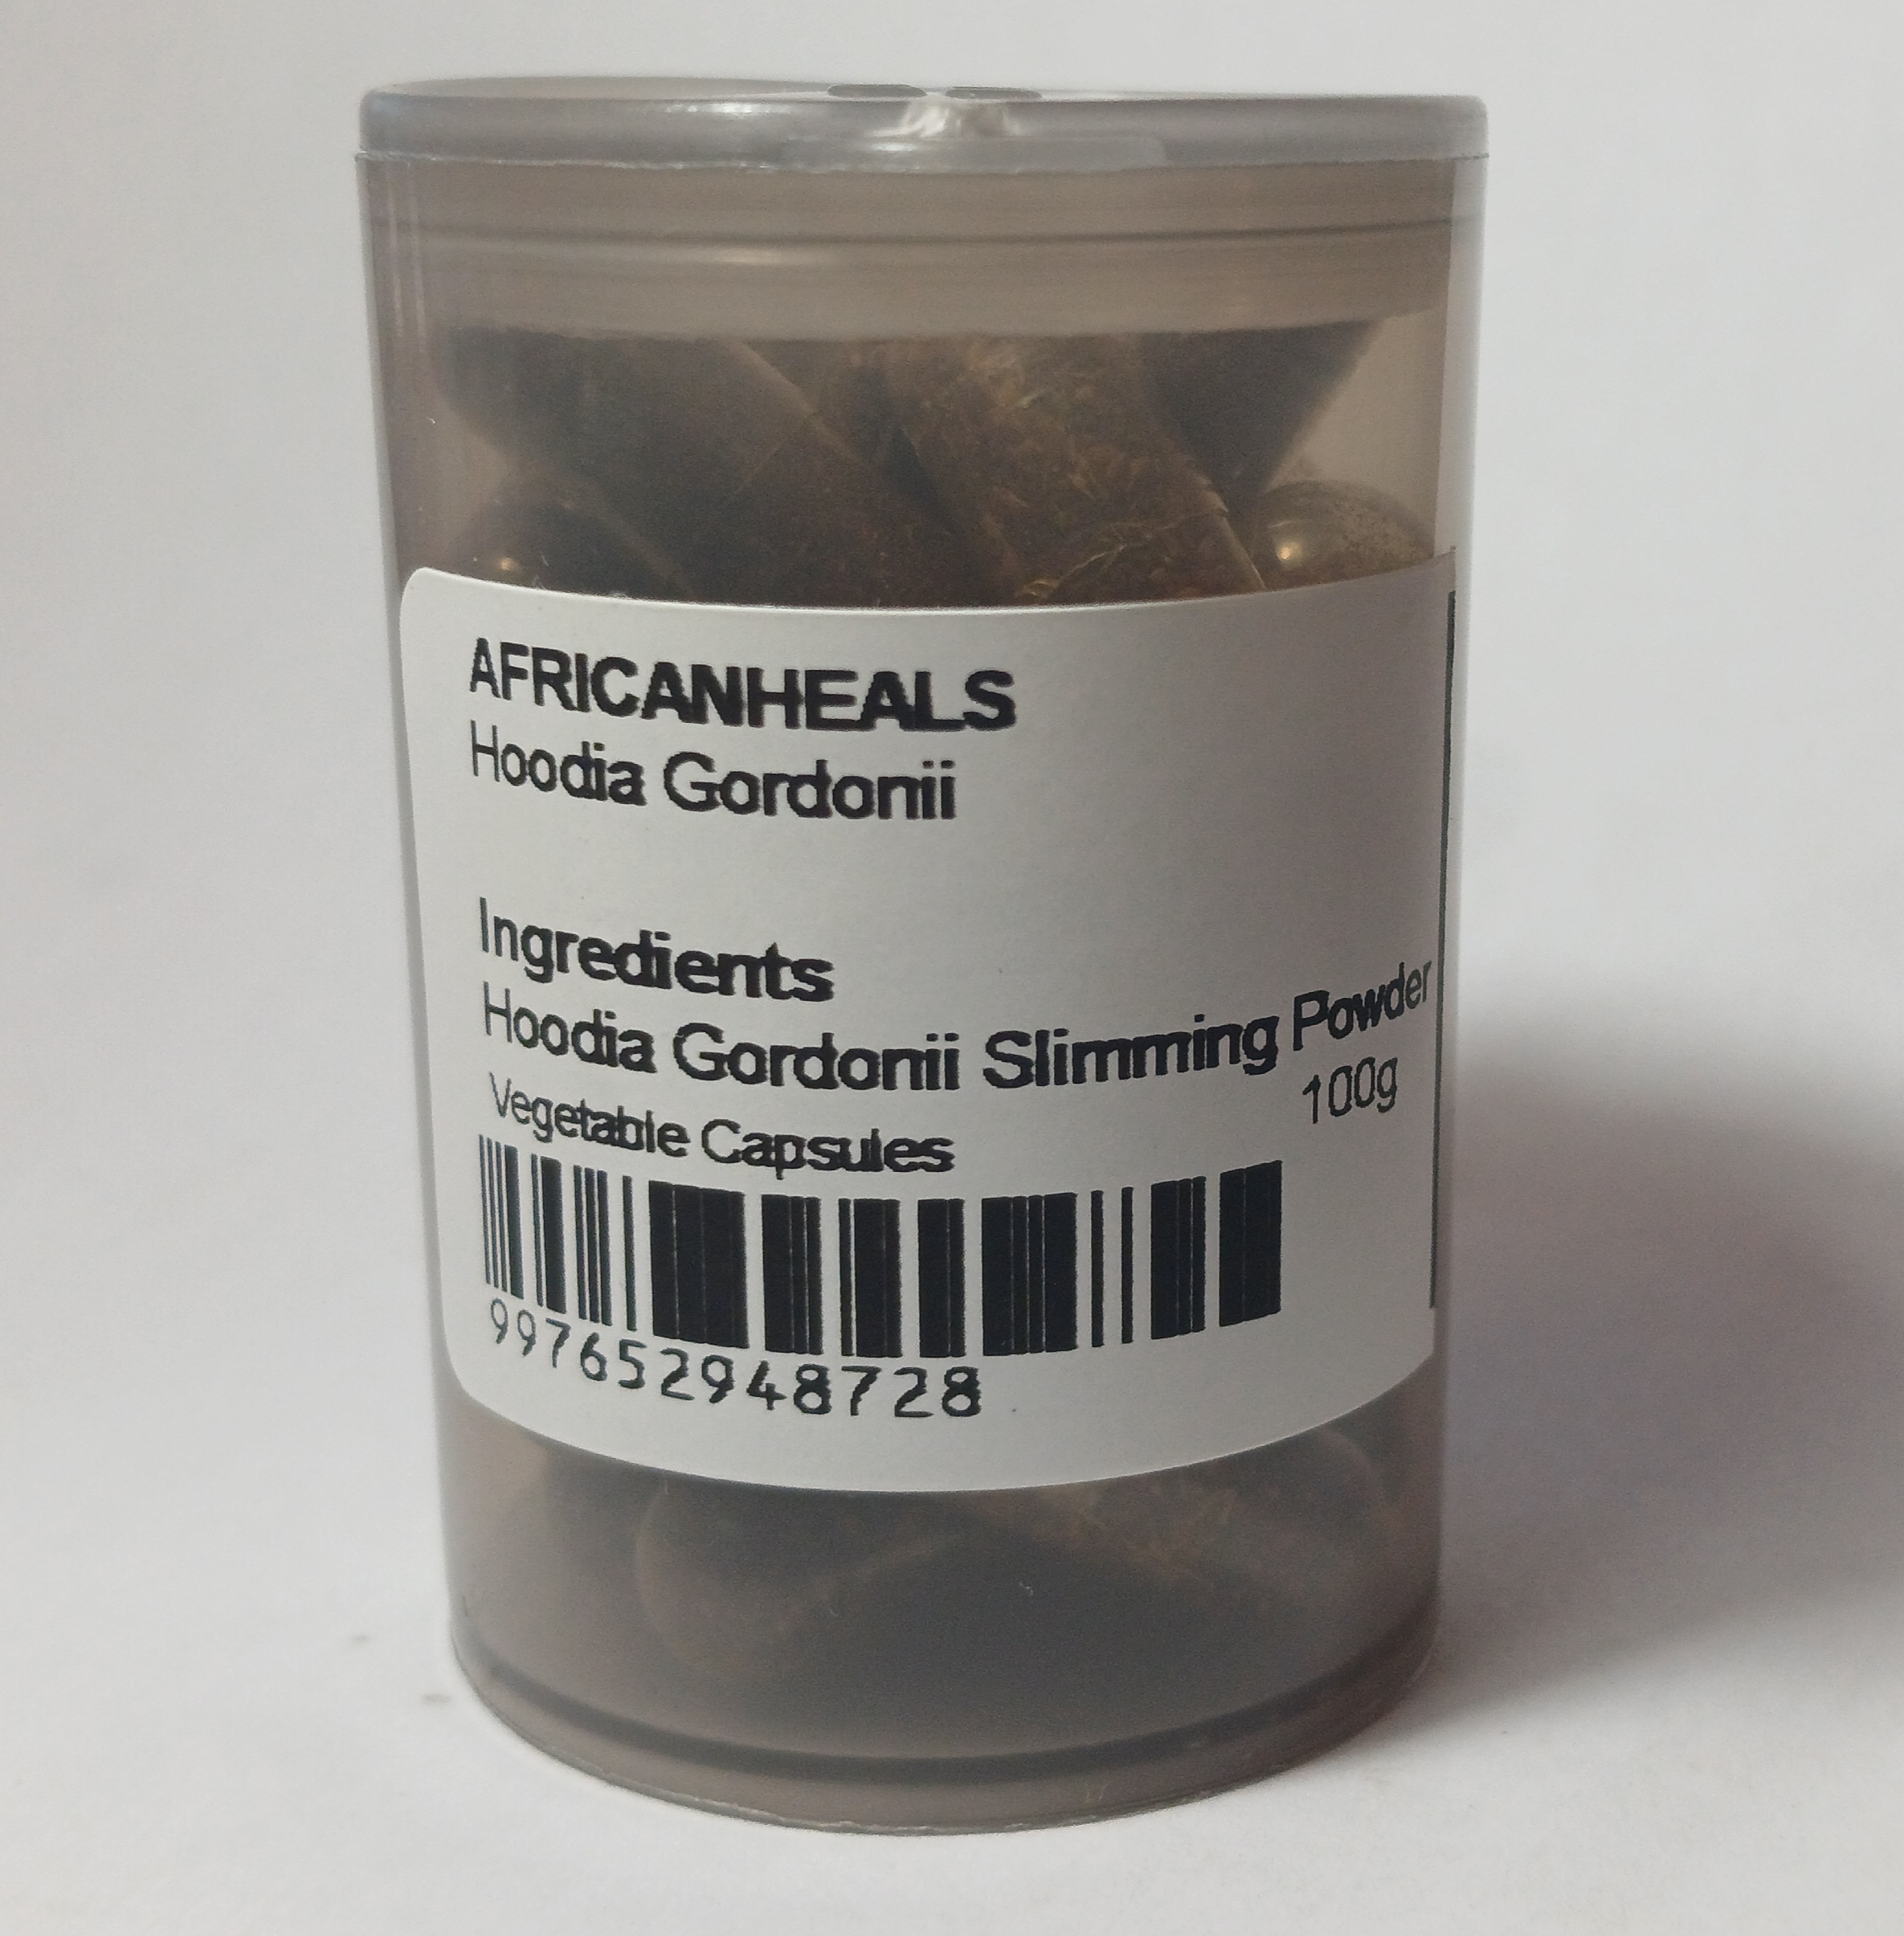 AFRICANHEALS
Hoodia Gordonii
Ingredients
Hoodia Gordonii Slimming Powder
100g
Vegetable Capsules
997652948728